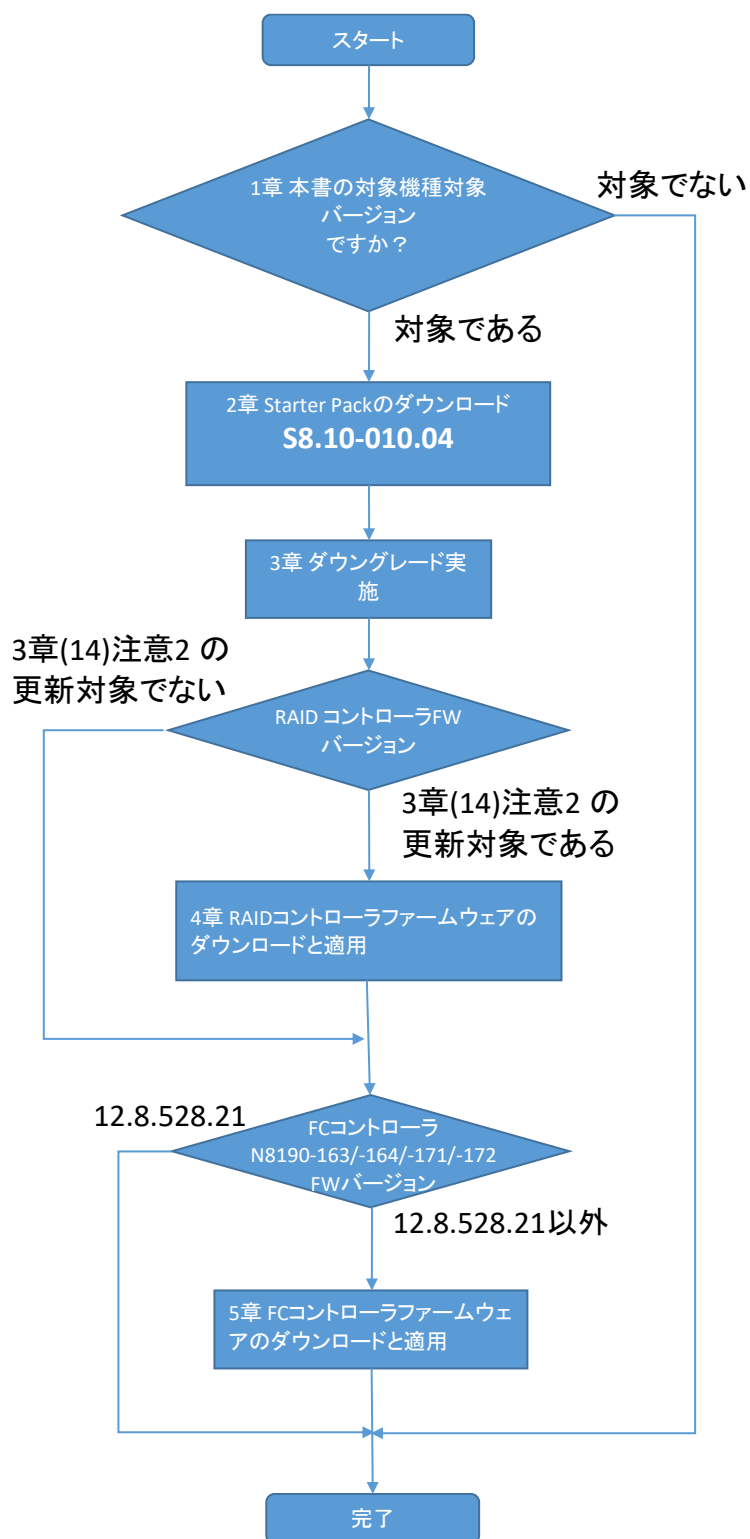 スタート
1章 本書の対象機種対象
バージョン
ですか？
対象でない
対象である
2章 Starter Packのダウンロード
S8.10-010.04
3章 ダウングレード実
施
3章(14)注意2 の
更新対象でない
RAID コントローラFW
バージョン
3章(14)注意2 の
更新対象である
4章 RAIDコントローラファームウェアの
ダウンロードと適用
12.8.528.21
FCコントローラ
N8190-163/-164/-171/-172
FWバージョン
12.8.528.21以外
5章 FCコントローラファームウェ
アのダウンロードと適用
完了